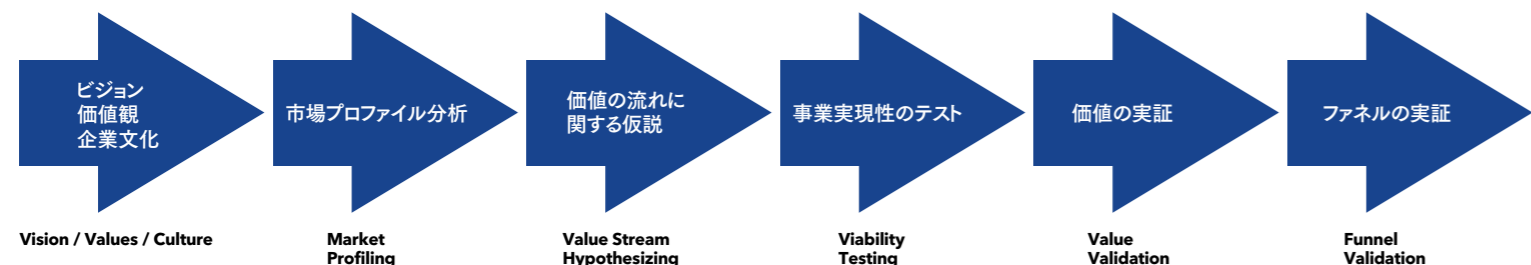 ビジョン
価値観
企業文化
市場プロファイル分析
価値の流れに
関する仮説
事業実現性のテスト
価値の実証
ファネルの実証
Vision / Values / Culture
Market
Profiling
Value Stream
Hypothesizing
Viability
Testing
Value
Validation
Funnel
Validation